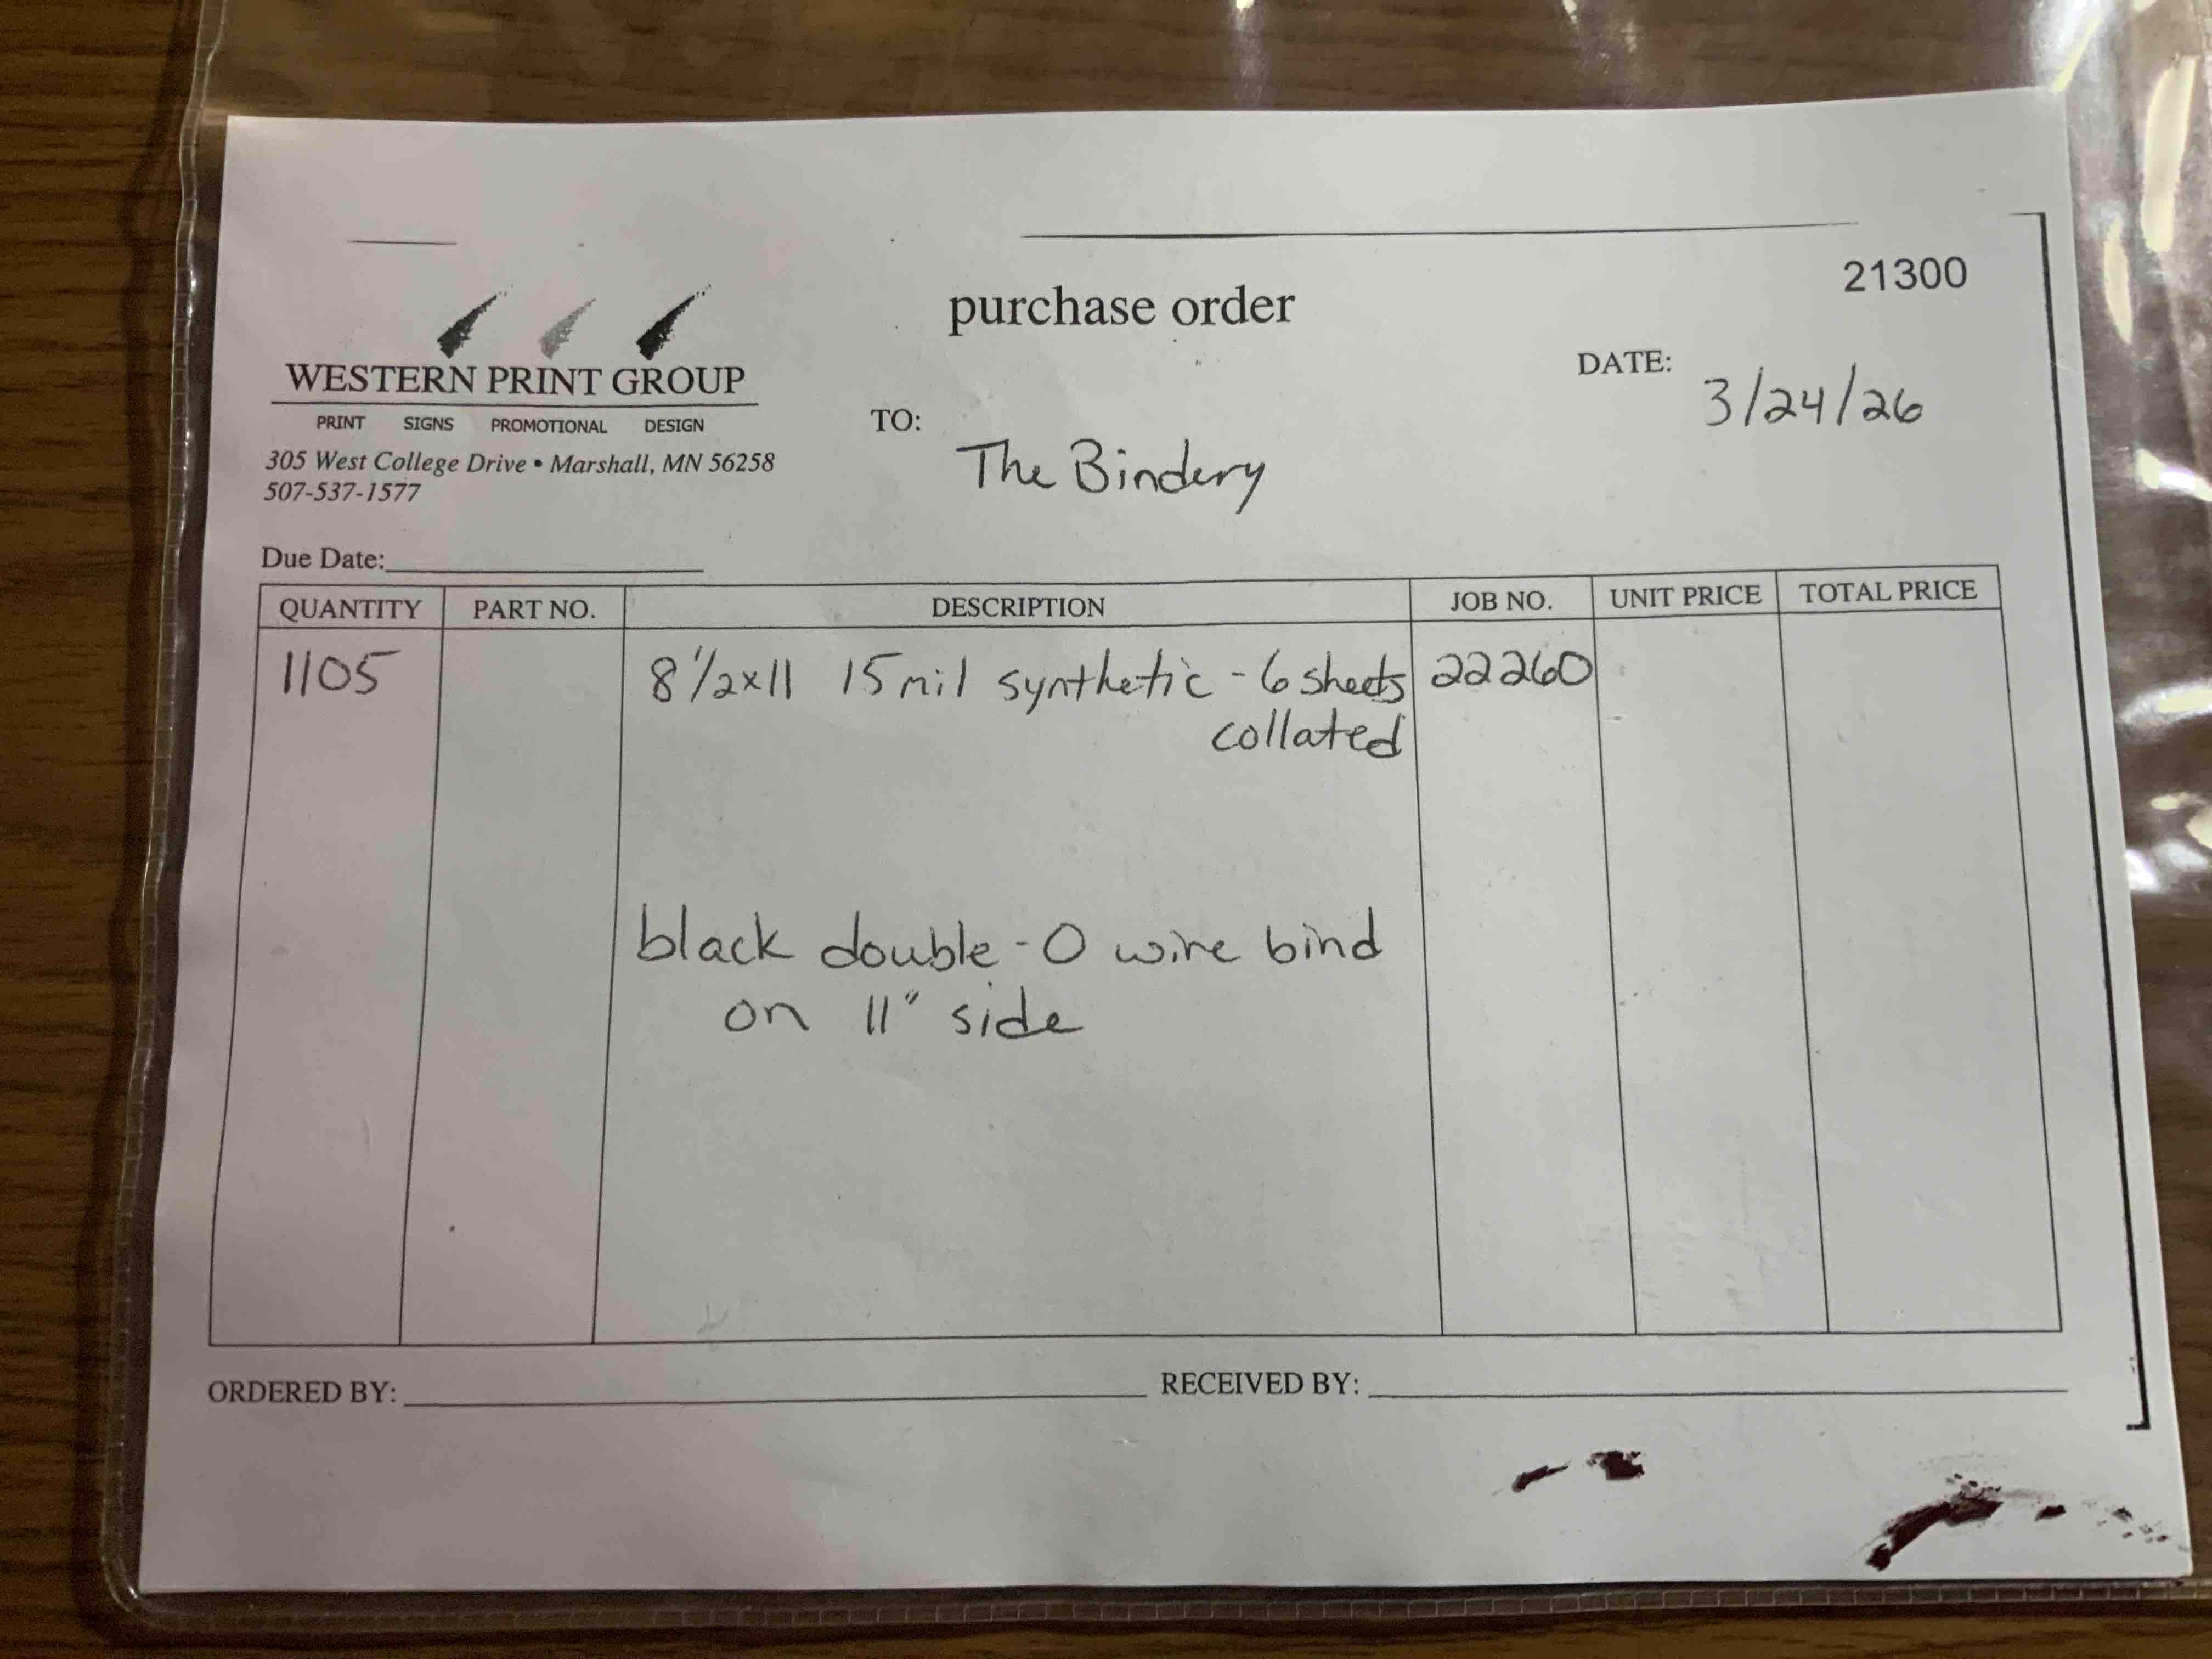 21300
purchase order
WESTERN PRINT GROUP
PRINT SIGNS PROMOTIONAL DESIGN
305 West College Drive • Marshall, MN 56258
507-537-1577
TO:
The Bindery
DATE:
3/24/26
Due Date:
QUANTITY PART NO. DESCRIPTION JOB NO. UNIT PRICE TOTAL PRICE
1105 8 1/2x11 15 mil synthetic - 6 sheets 22260
collated
black double-O wire bind
on 11" side
ORDERED BY: RECEIVED BY: